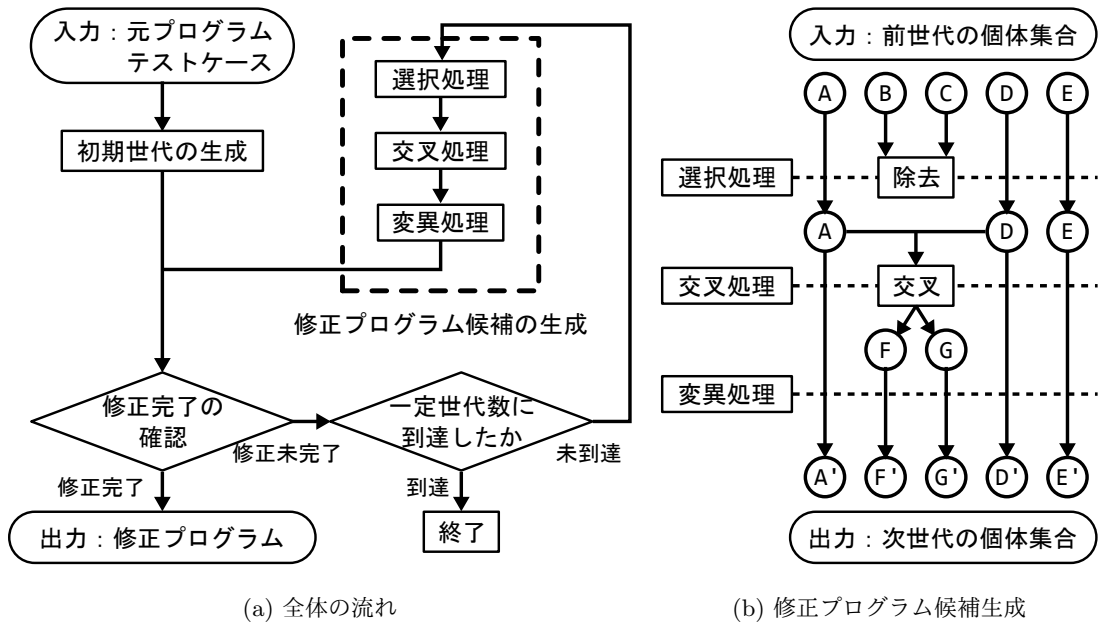 入力：元プログラム
テストケース
初期世代の生成
選択処理
交叉処理
変異処理
修正プログラム候補の生成
修正完了の
確認
修正未完了
修正完了
一定世代数に
到達したか
未到達
到達
出力：修正プログラム
終了
(a) 全体の流れ
入力：前世代の個体集合
A B C D E
選択処理
除去
A D E
交叉処理
交叉
F G
変異処理
A' F' G' D' E'
出力：次世代の個体集合
(b) 修正プログラム候補生成